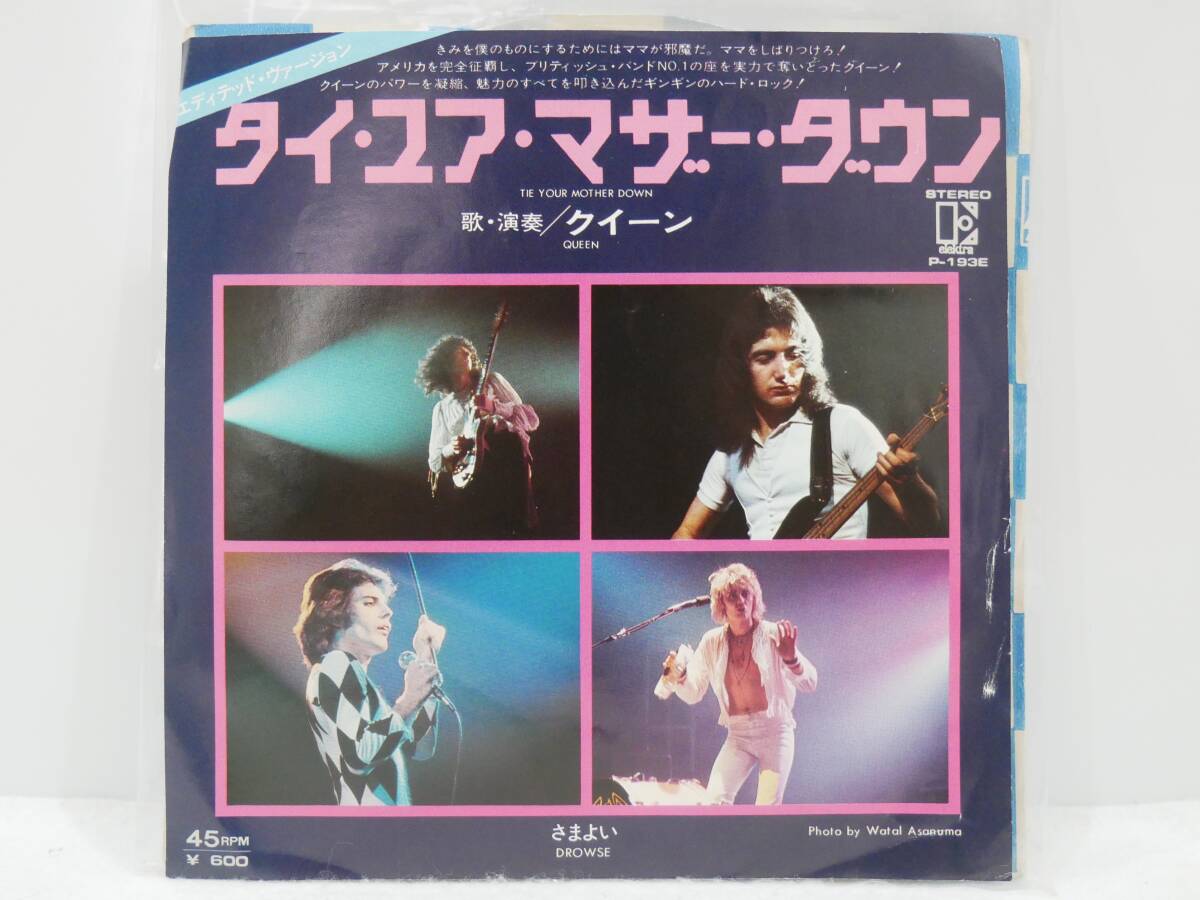 エディテッド・ヴァージョン
きみを僕のものにするためにはママが邪魔だ。ママをしばりつけろ!
アメリカを完全征覇し、ブリティッシュ・バンドNO.1の座を実力で奪いとったクイーン!
クイーンのパワーを凝縮、魅力のすべてを叩き込んだギンギンのハード・ロック!
タイ・ユア・マザー・ダウン
TIE YOUR MOTHER DOWN
歌・演奏/クイーン
QUEEN
STEREO
elektra
P-193E
さまよい
DROWSE
Photo by Watal Asanuma
45RPM
¥ 600